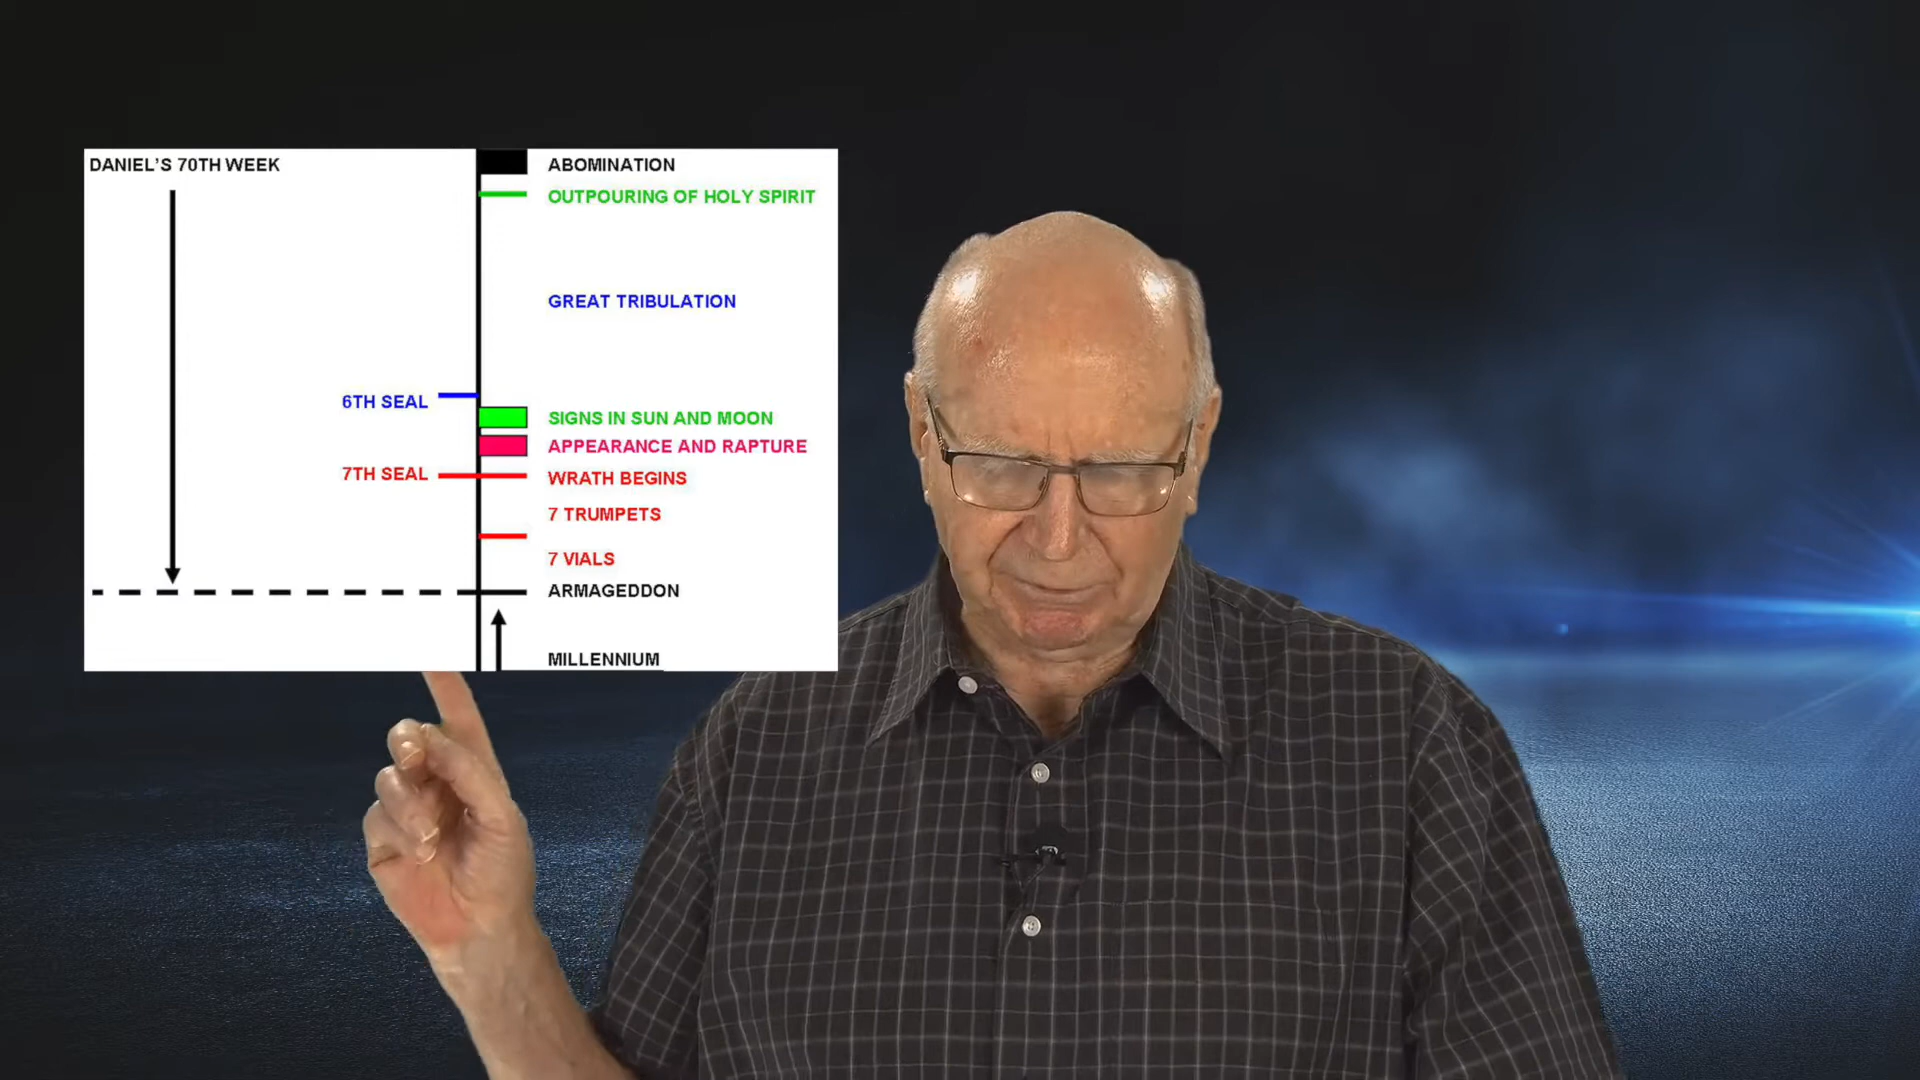 DANIEL'S 70TH WEEK
ABOMINATION
OUTPOURING OF HOLY SPIRIT
GREAT TRIBULATION
6TH SEAL
SIGNS IN SUN AND MOON
APPEARANCE AND RAPTURE
7TH SEAL
WRATH BEGINS
7 TRUMPETS
7 VIALS
ARMAGEDDON
MILLENNIUM